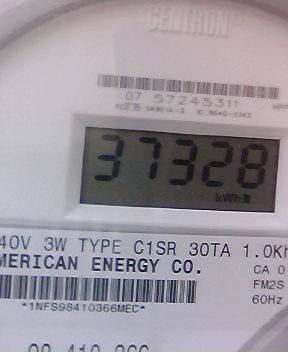 CENTRON
07 57245311
37328
kWh
40V 3W TYPE C1SR 30TA 1.0Kh
MERICAN ENERGY CO.
CA 0
FM2S
60Hz
*1NFS98410366MEC*